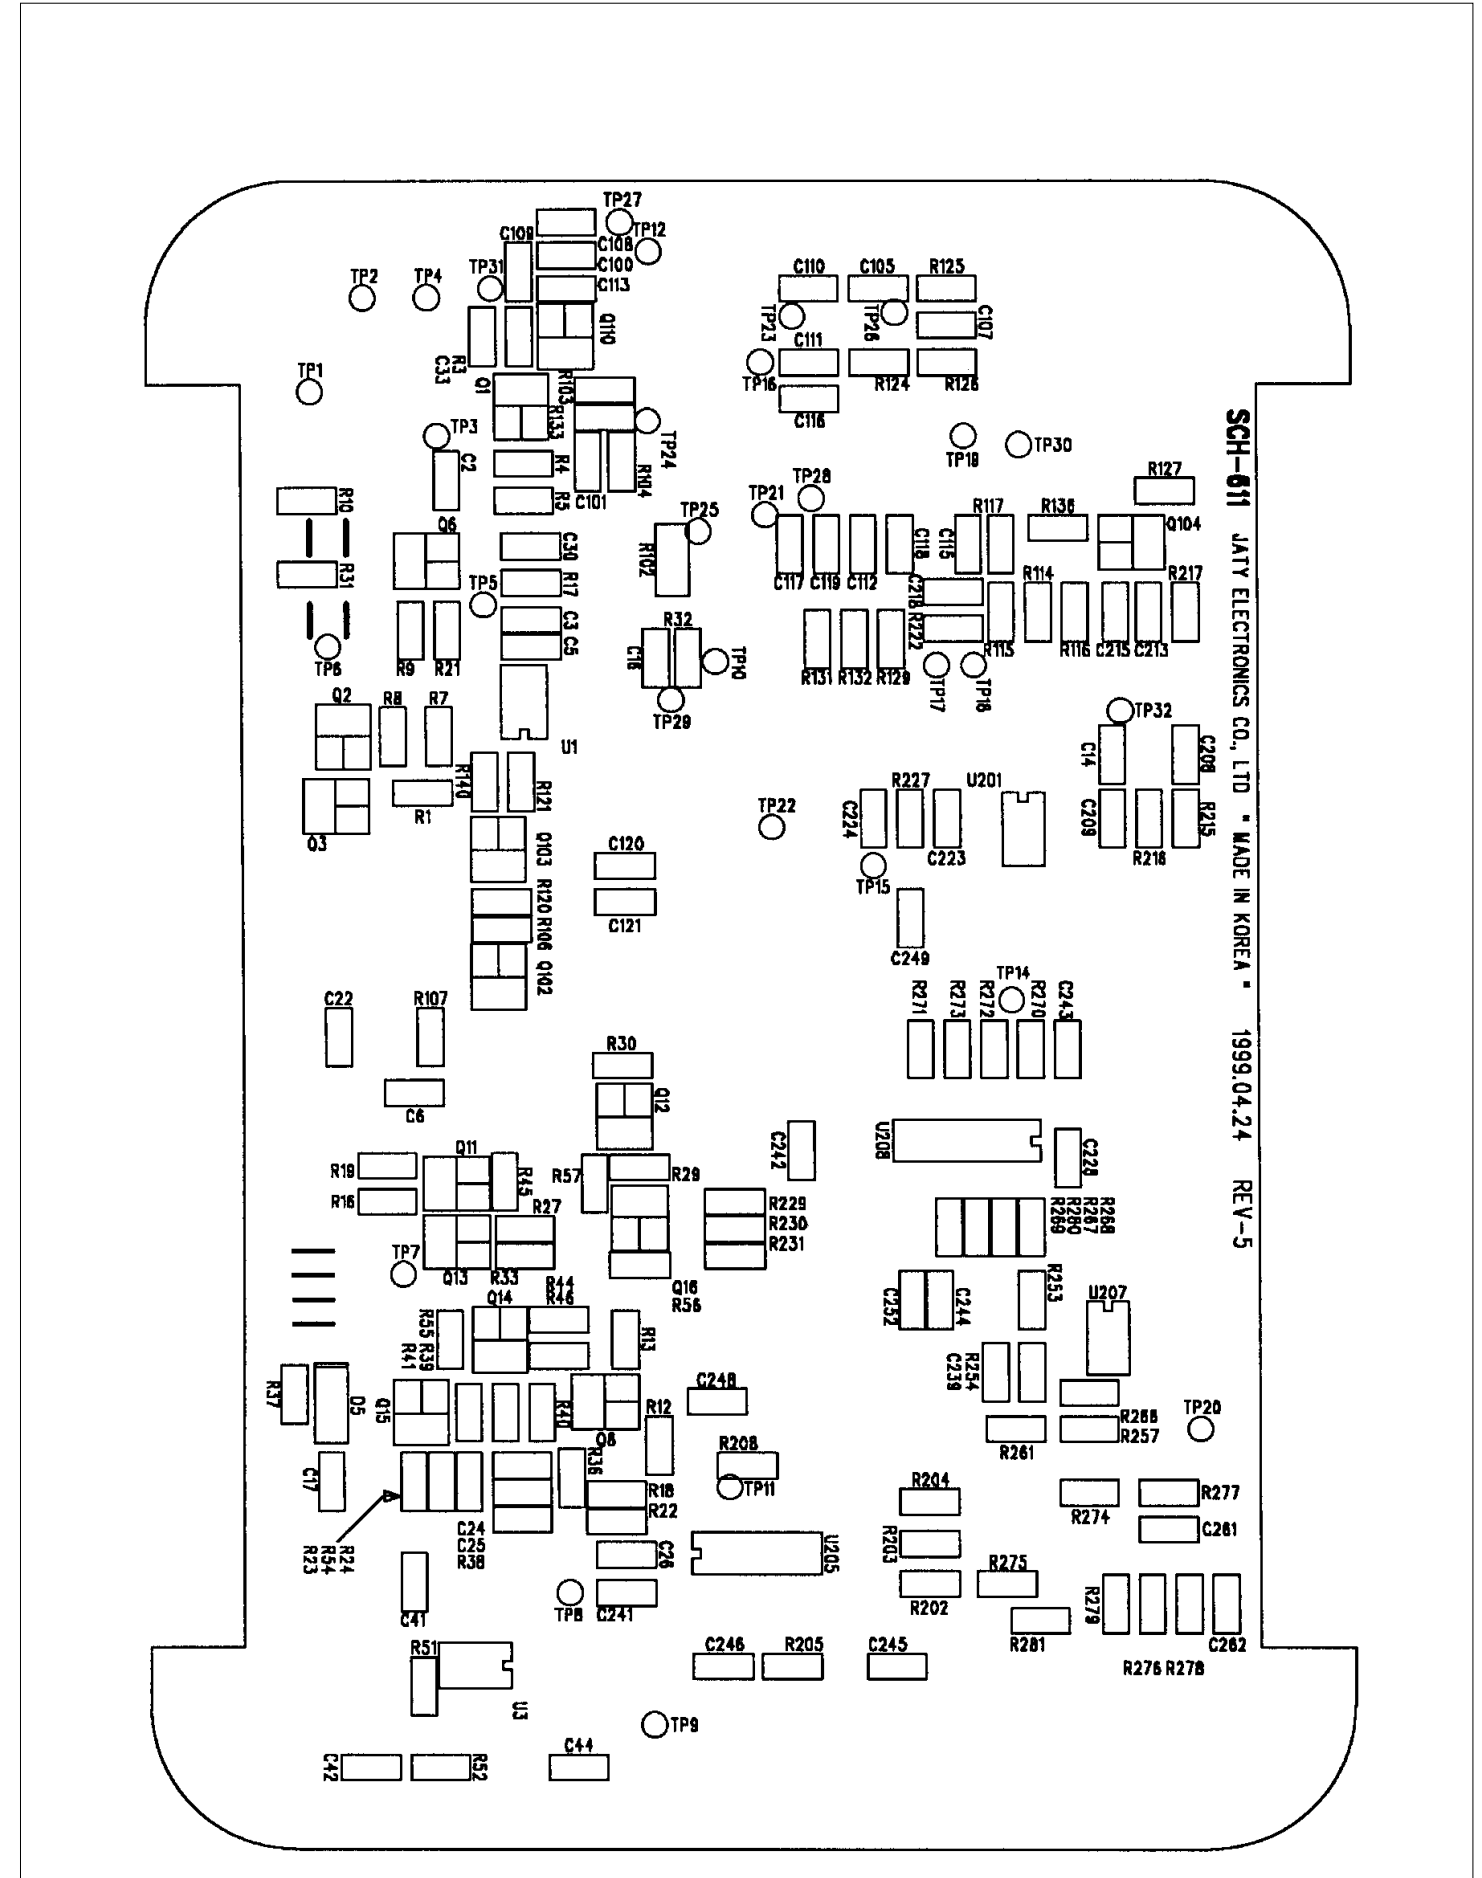 TP27
TP12
C109
C108
C100
C113
TP31
TP2
TP4
Q110
R3
C33
TP1
Q1
R103
R133
TP3
TP24
C2
R4
R5
C101
R104
R10
Q6
TP25
R102
C30
R31
R17
TP5
C3
C5
R32
C16
TP10
TP6
R9
R21
TP29
Q2
R8
R7
U1
R140
R121
R1
Q3
Q103
C120
R120
R106
C121
Q102
C110
C105
R125
TP23
TP26
C107
C111
TP16
R124
R126
C116
TP19
TP30
R127
TP28
TP21
R117
R136
Q104
C118
C115
C117
C119
C112
C218
R114
R217
R222
R115
R116
C215
C213
R131
R132
R129
TP17
TP18
TP32
C14
C208
TP22
R227
U201
C224
C223
C209
R218
R215
TP15
C249
SCH-611 JATY ELECTRONICS CO., LTD " MADE IN KOREA " 1999.04.24 REV-5
TP14
R271
R273
R272
R270
C243
C22
R107
C6
R30
Q12
C242
U208
C228
R19
Q11
R45
R57
R29
R16
R27
R229
R230
R231
R269
R280
R267
R268
TP7
Q13
R33
Q16
R56
R44
R46
Q14
R55
R39
R41
R13
C252
C244
R253
U207
R254
C239
R37
D5
Q15
R40
Q8
C248
R12
R266
R257
R261
TP20
C17
R36
R208
TP11
R18
R22
R204
R274
R277
C261
C24
C25
R38
R24
R54
R23
C26
U205
R203
C41
TP8
C241
R202
R275
R279
R281
C262
R276 R278
R51
U3
C246
R205
C245
TP9
C42
R52
C44